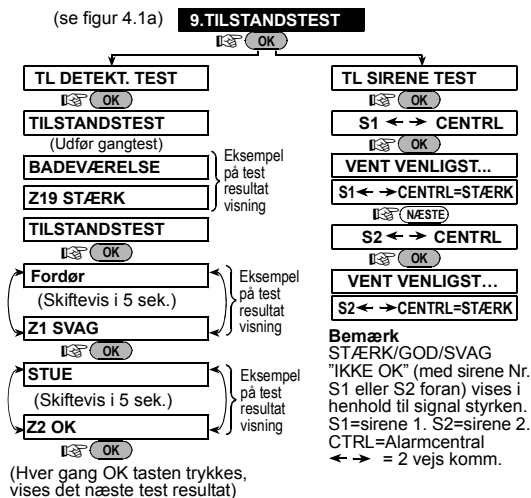 (se figur 4.1a)
9.TILSTANDSTEST
OK
TL DETEKT. TEST
OK
TILSTANDSTEST
(Udfør gangtest)
BADEVÆRELSE
Z19 STÆRK
Eksempel
på test
resultat
visning
TILSTANDSTEST
OK
Fordør
(Skiftevis i 5 sek.)
Z1 SVAG
Eksempel
på test
resultat
visning
OK
STUE
(Skiftevis i 5 sek.)
Z2 OK
Eksempel
på test
resultat
visning
(Hver gang OK tasten trykkes,
vises det næste test resultat)
TL SIRENE TEST
OK
S1 ←→ CENTRL
OK
VENT VENLIGST...
S1←→CENTRL=STÆRK
NÆSTE
S2 ←→ CENTRL
OK
VENT VENLIGST...
S2←→CENTRL=STÆRK
Bemærk
STÆRK/GOD/SVAG
"IKKE OK" (med sirene Nr.
S1 eller S2 foran) vises i
henhold til signal styrken.
S1=sirene 1. S2=sirene 2.
CTRL=Alarmcentral
←→ = 2 vejs komm.